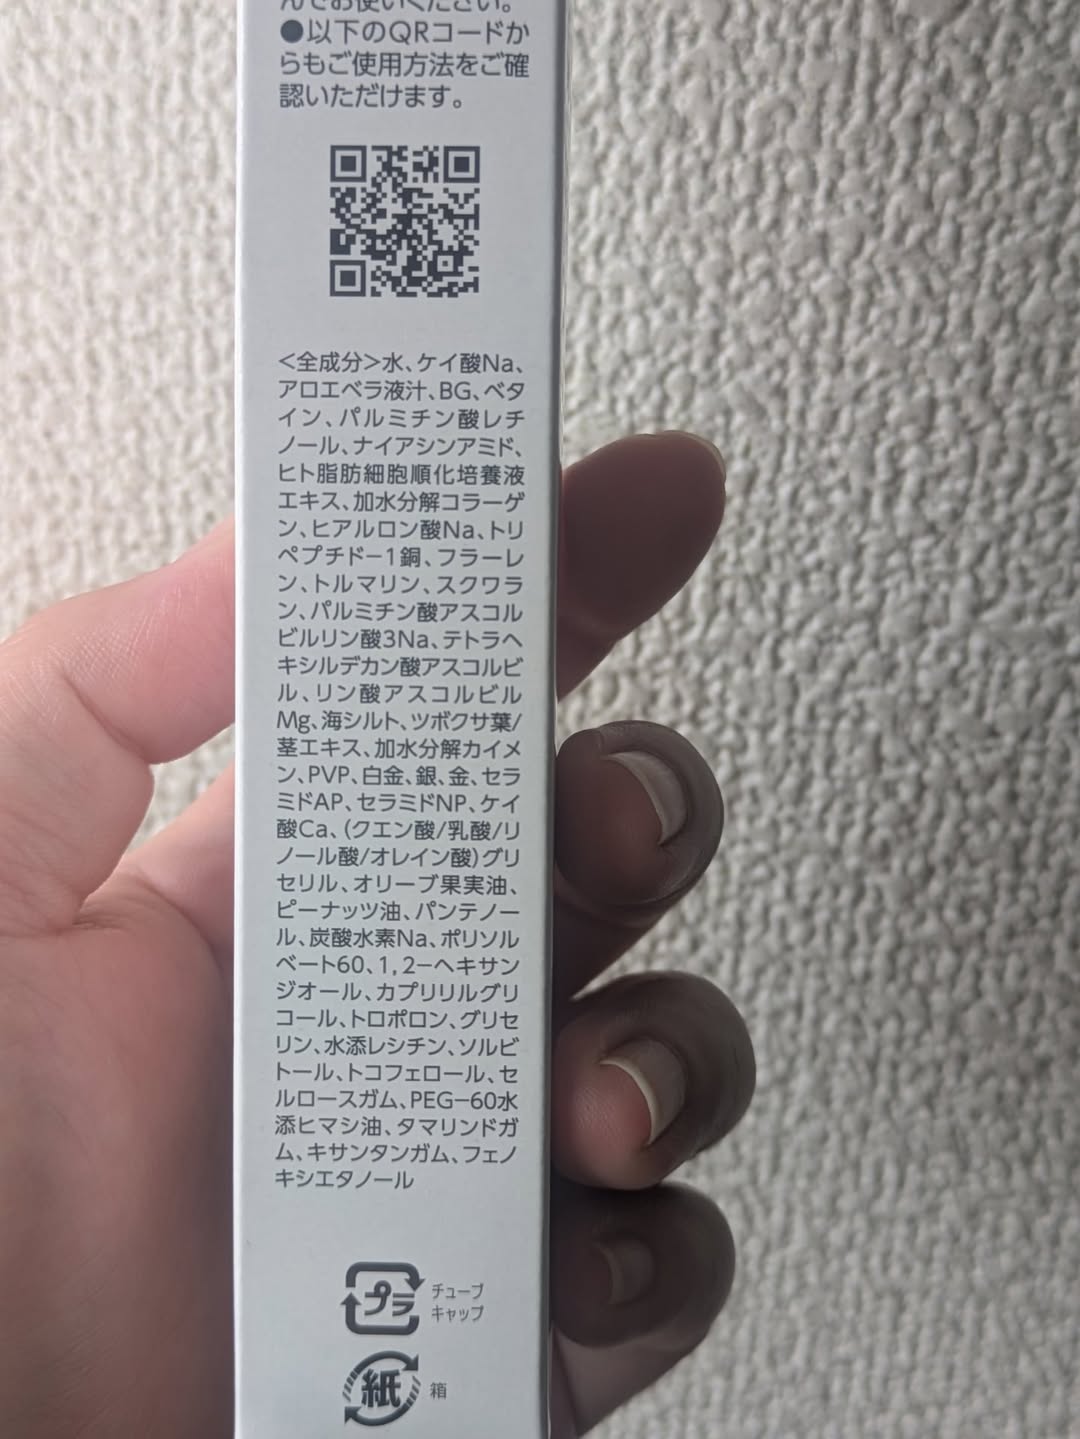 んでお使いください。
●以下のQRコードか
らもご使用方法をご確
認いただけます。
<全成分>水、ケイ酸Na、
アロエベラ液汁、BG、ベタ
イン、パルミチン酸レチ
ノール、ナイアシンアミド、
ヒト脂肪細胞順化培養液
エキス、加水分解コラーゲ
ン、ヒアルロン酸Na、トリ
ペプチド−1銅、フラーレ
ン、トルマリン、スクワラ
ン、パルミチン酸アスコル
ビルリン酸3Na、テトラヘ
キシルデカン酸アスコルビ
ル、リン酸アスコルビル
Mg、海シルト、ツボクサ葉/
茎エキス、加水分解カイメ
ン、PVP、白金、銀、金、セラ
ミドAP、セラミドNP、ケイ
酸Ca、(クエン酸/乳酸/リ
ノール酸/オレイン酸)グリ
セリル、オリーブ果実油、
ピーナッツ油、パンテノー
ル、炭酸水素Na、ポリソル
ベート60、1,2−ヘキサン
ジオール、カプリリルグリ
コール、トロポロン、グリセ
リン、水添レシチン、ソルビ
トール、トコフェロール、セ
ルロースガム、PEG−60水
添ヒマシ油、タマリンドガ
ム、キサンタンガム、フェノ
キシエタノール
プラ チューブ
キャップ
紙 箱